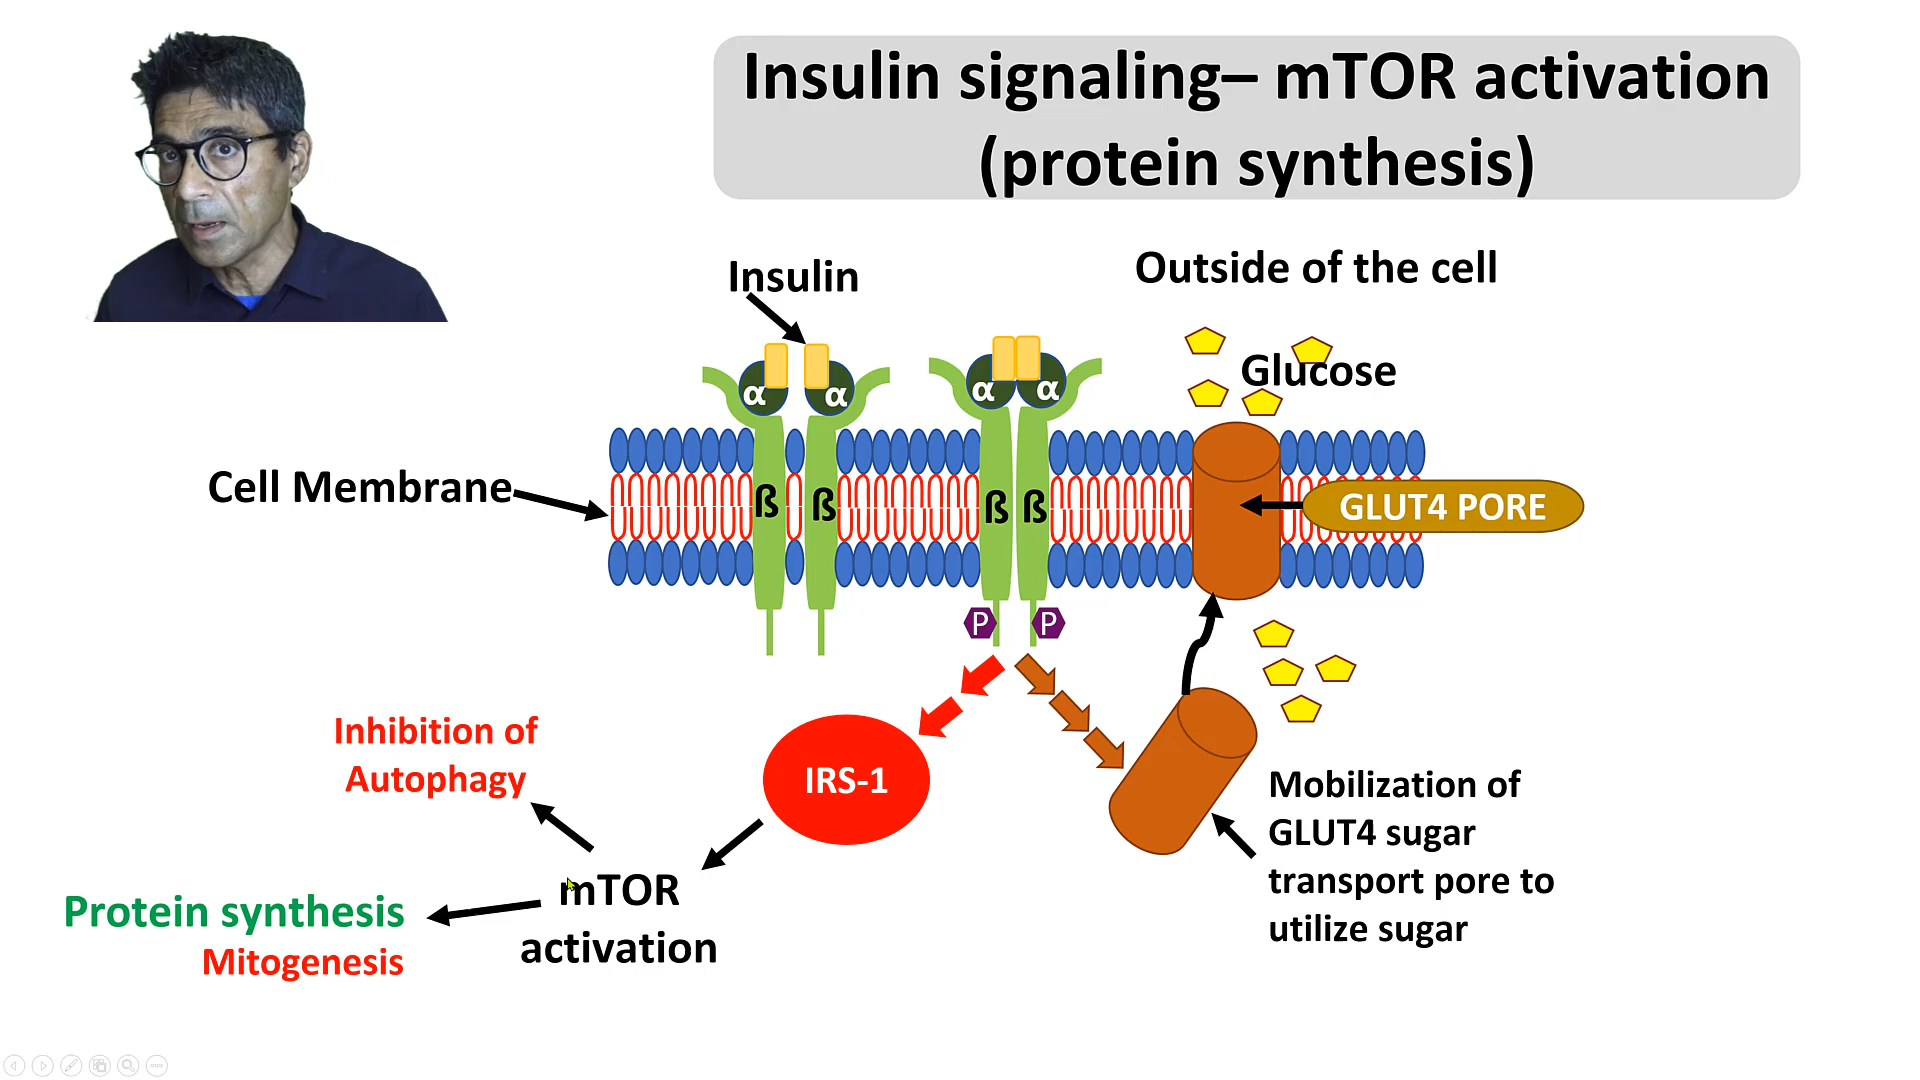 Insulin signaling– mTOR activation
(protein synthesis)
Insulin
Outside of the cell
Glucose
α α α α
Cell Membrane
ß ß ß ß
GLUT4 PORE
P P
Inhibition of
Autophagy
IRS-1
Mobilization of
GLUT4 sugar
transport pore to
utilize sugar
mTOR
activation
Protein synthesis
Mitogenesis